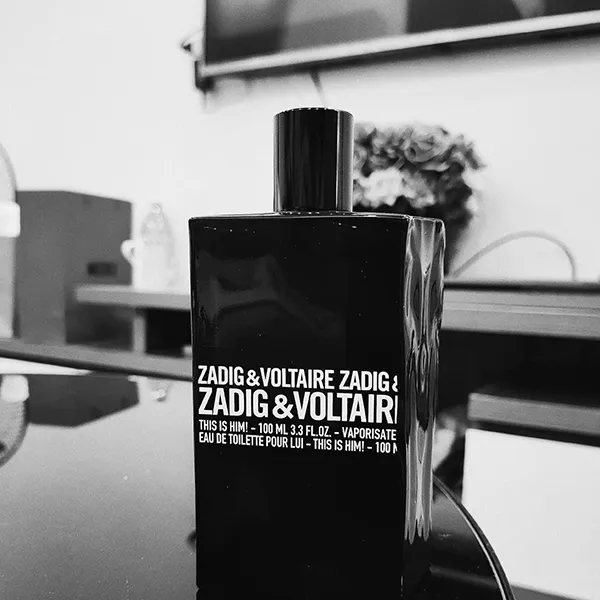 ZADIG & VOLTAIRE ZADIG &
ZADIG & VOLTAIR
THIS IS HIM! – 100 ML 3.3 FL.OZ. – VAPORISATE
EAU DE TOILETTE POUR LUI – THIS IS HIM! – 100 M